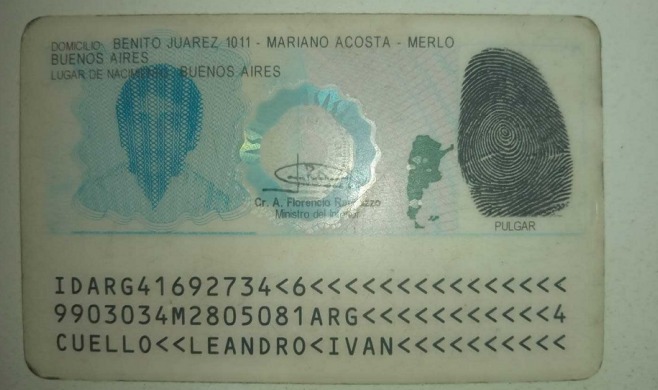 DOMICILIO BENITO JUAREZ 1011 - MARIANO ACOSTA - MERLO
BUENOS AIRES
LUGAR DE NACIMIENTO BUENOS AIRES
Cr. A. Florencio Randazzo
Ministro del Interior
PULGAR
IDARG41692734<6<<<<<<<<<<<<<<<
9903034M2805081ARG<<<<<<<<<<<4
CUELLO<<LEANDRO<IVAN<<<<<<<<<<